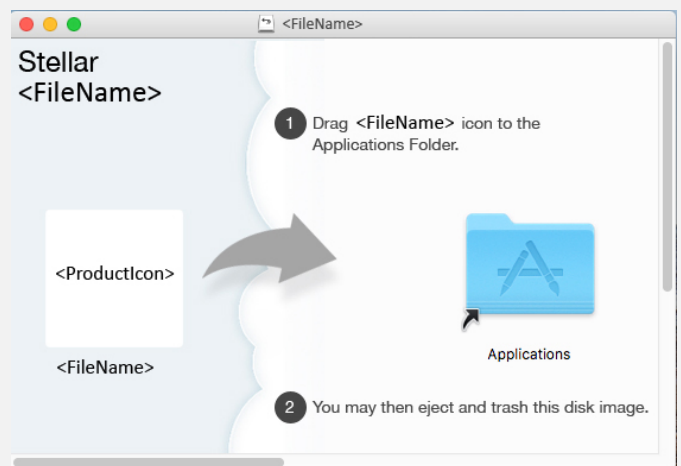 <FileName>
Stellar
<FileName>
1 Drag <FileName> icon to the
Applications Folder.
<ProductIcon>
<FileName>
Applications
2 You may then eject and trash this disk image.